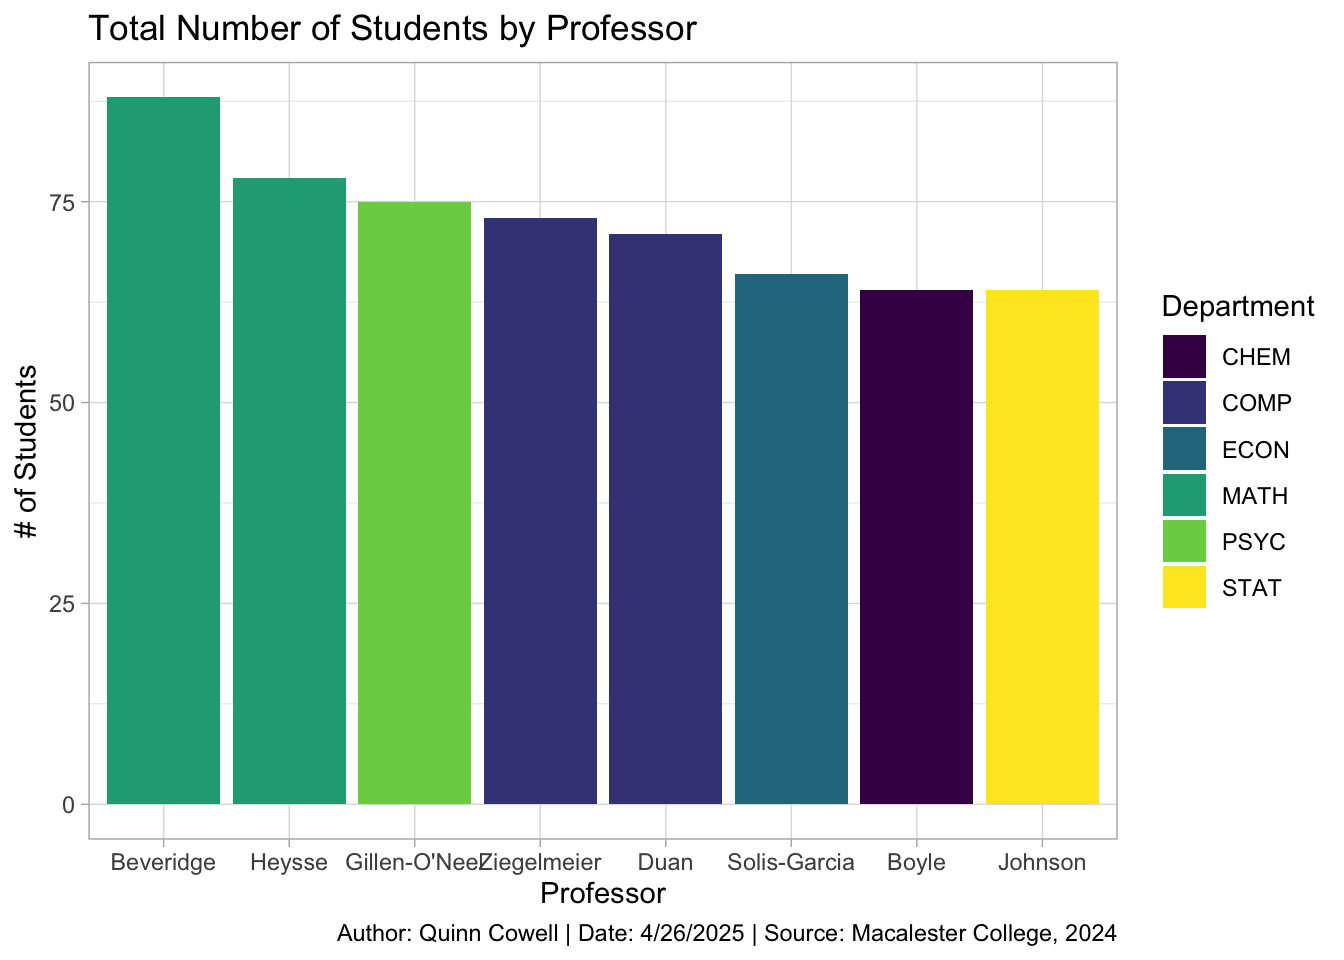 Total Number of Students by Professor
# of Students
75
50
25
0
Beveridge Heysse Gillen-O'Neel Ziegelmeier Duan Solis-Garcia Boyle Johnson
Professor
Department
CHEM
COMP
ECON
MATH
PSYC
STAT
Author: Quinn Cowell | Date: 4/26/2025 | Source: Macalester College, 2024